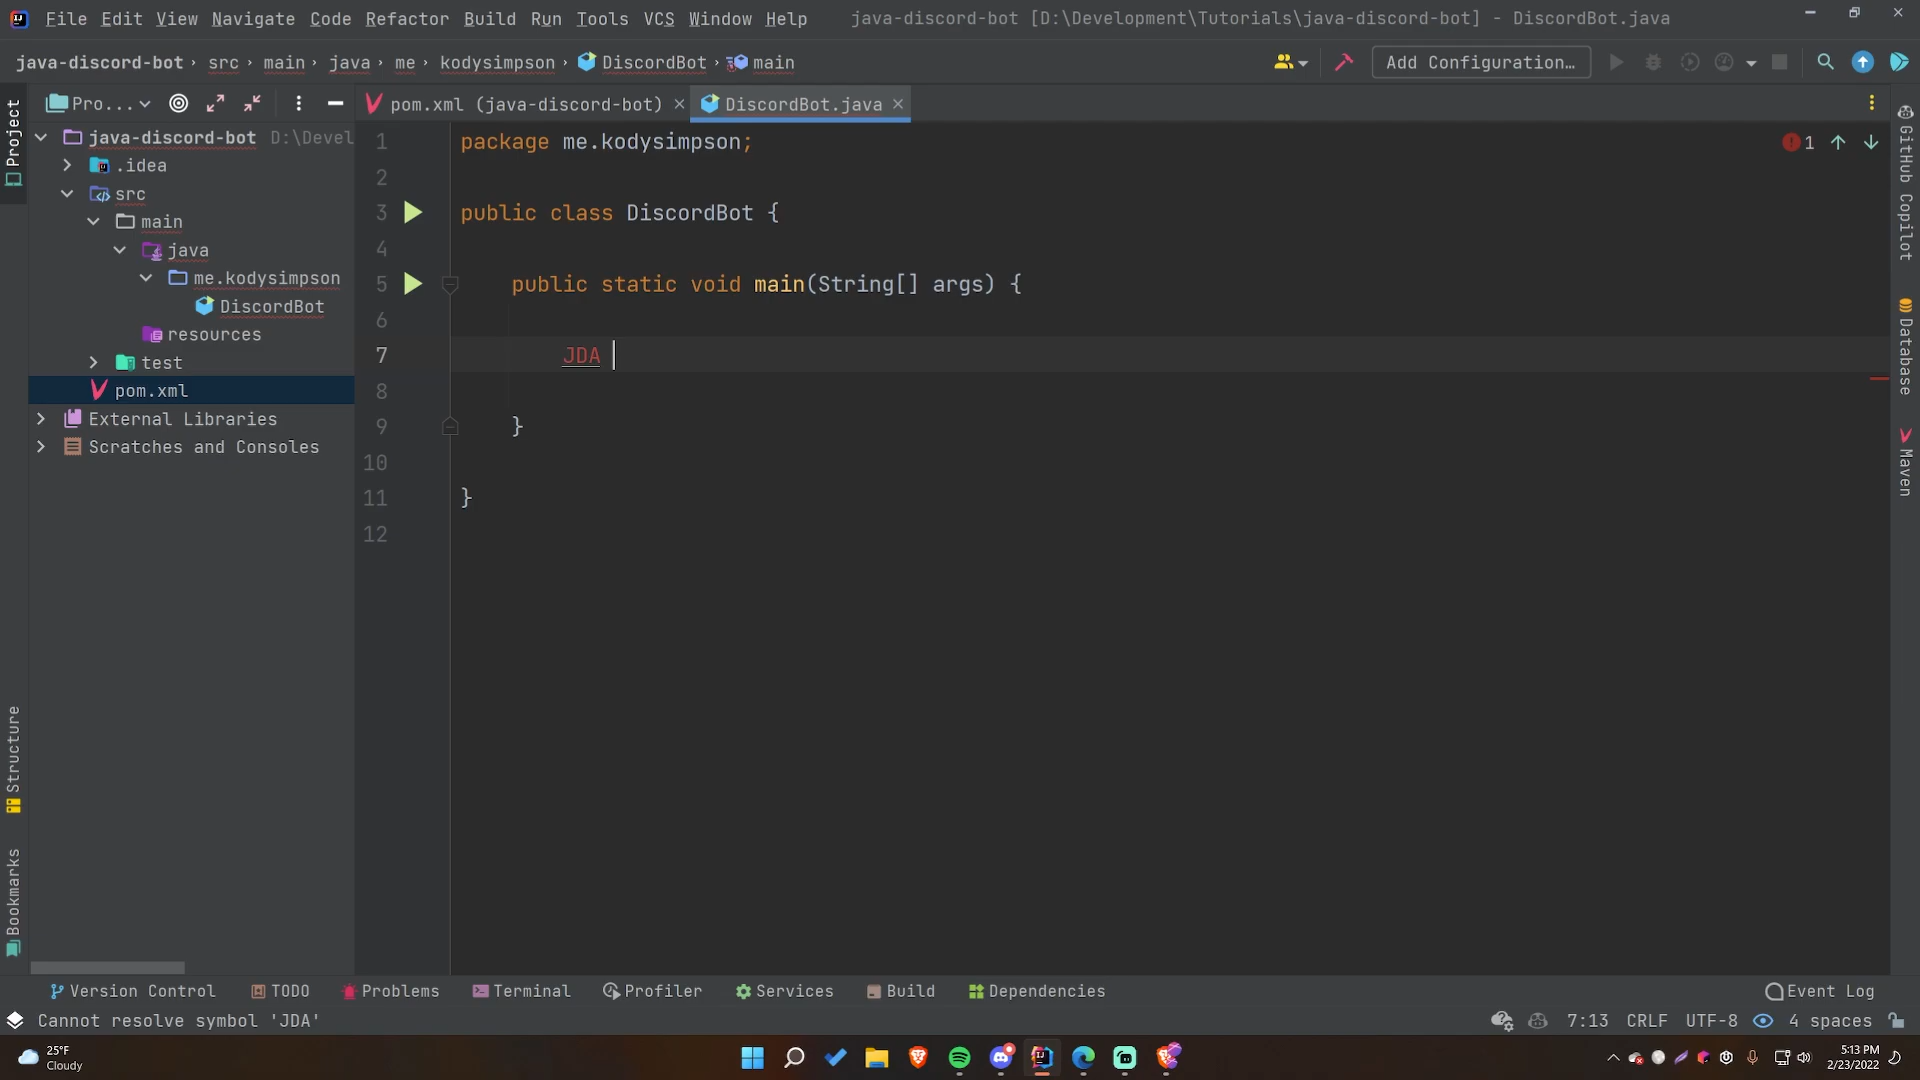 File Edit View Navigate Code Refactor Build Run Tools VCS Window Help java-discord-bot [D:\Development\Tutorials\java-discord-bot] - DiscordBot.java
java-discord-bot › src › main › java › me › kodysimpson › DiscordBot › main Add Configuration...
Pro... pom.xml (java-discord-bot) DiscordBot.java
Project
java-discord-bot D:\Devel
.idea
src
main
java
me.kodysimpson
DiscordBot
resources
test
pom.xml
External Libraries
Scratches and Consoles
Structure
Bookmarks
1 package me.kodysimpson;
2
3 public class DiscordBot {
4
5 public static void main(String[] args) {
6
7 JDA
8
9 }
10
11 }
12
1
GitHub Copilot
Database
Maven
Version Control TODO Problems Terminal Profiler Services Build Dependencies Event Log
Cannot resolve symbol 'JDA' 7:13 CRLF UTF-8 4 spaces
25°F
Cloudy
5:13 PM
2/23/2022